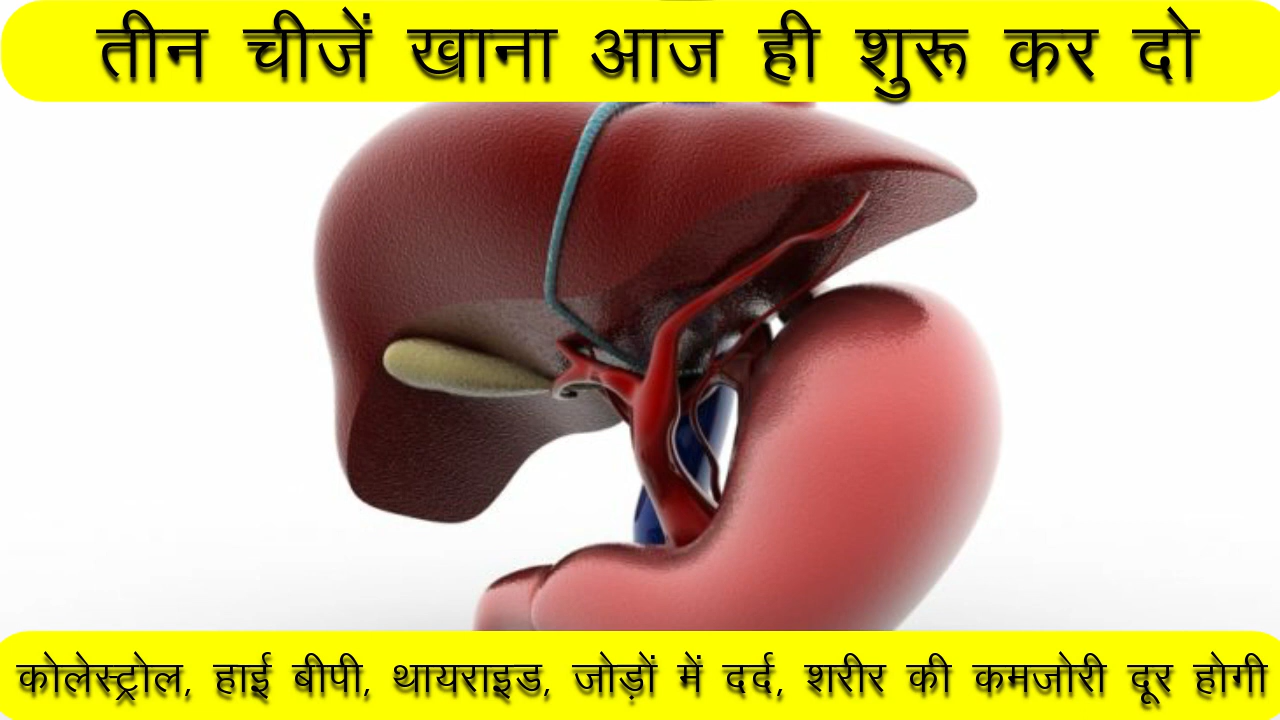 तीन चीजें खाना आज ही शुरू कर दो
कोलेस्ट्रोल, हाई बीपी, थायराइड, जोड़ों में दर्द, शरीर की कमजोरी दूर होगी